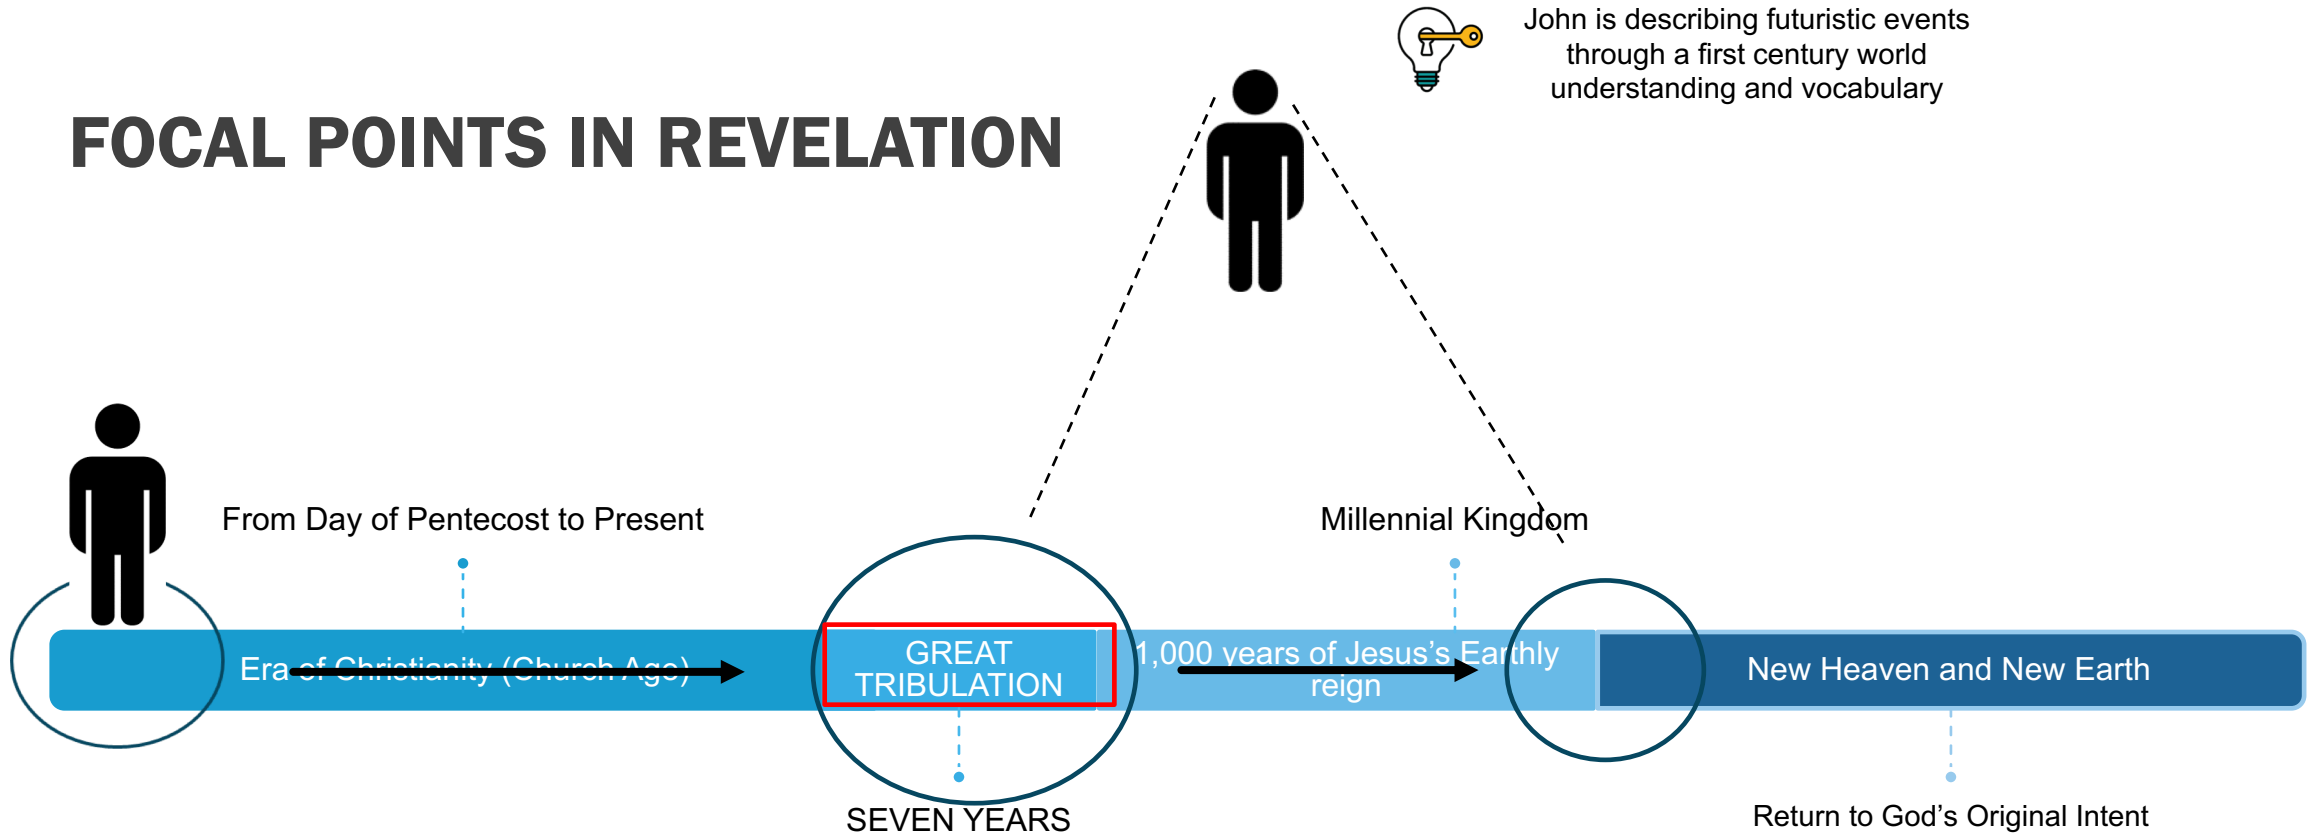 John is describing futuristic events
through a first century world
understanding and vocabulary
FOCAL POINTS IN REVELATION
From Day of Pentecost to Present
Millennial Kingdom
Era of Christianity (Church Age)
GREAT
TRIBULATION
1,000 years of Jesus's Earthly
reign
New Heaven and New Earth
SEVEN YEARS
Return to God's Original Intent